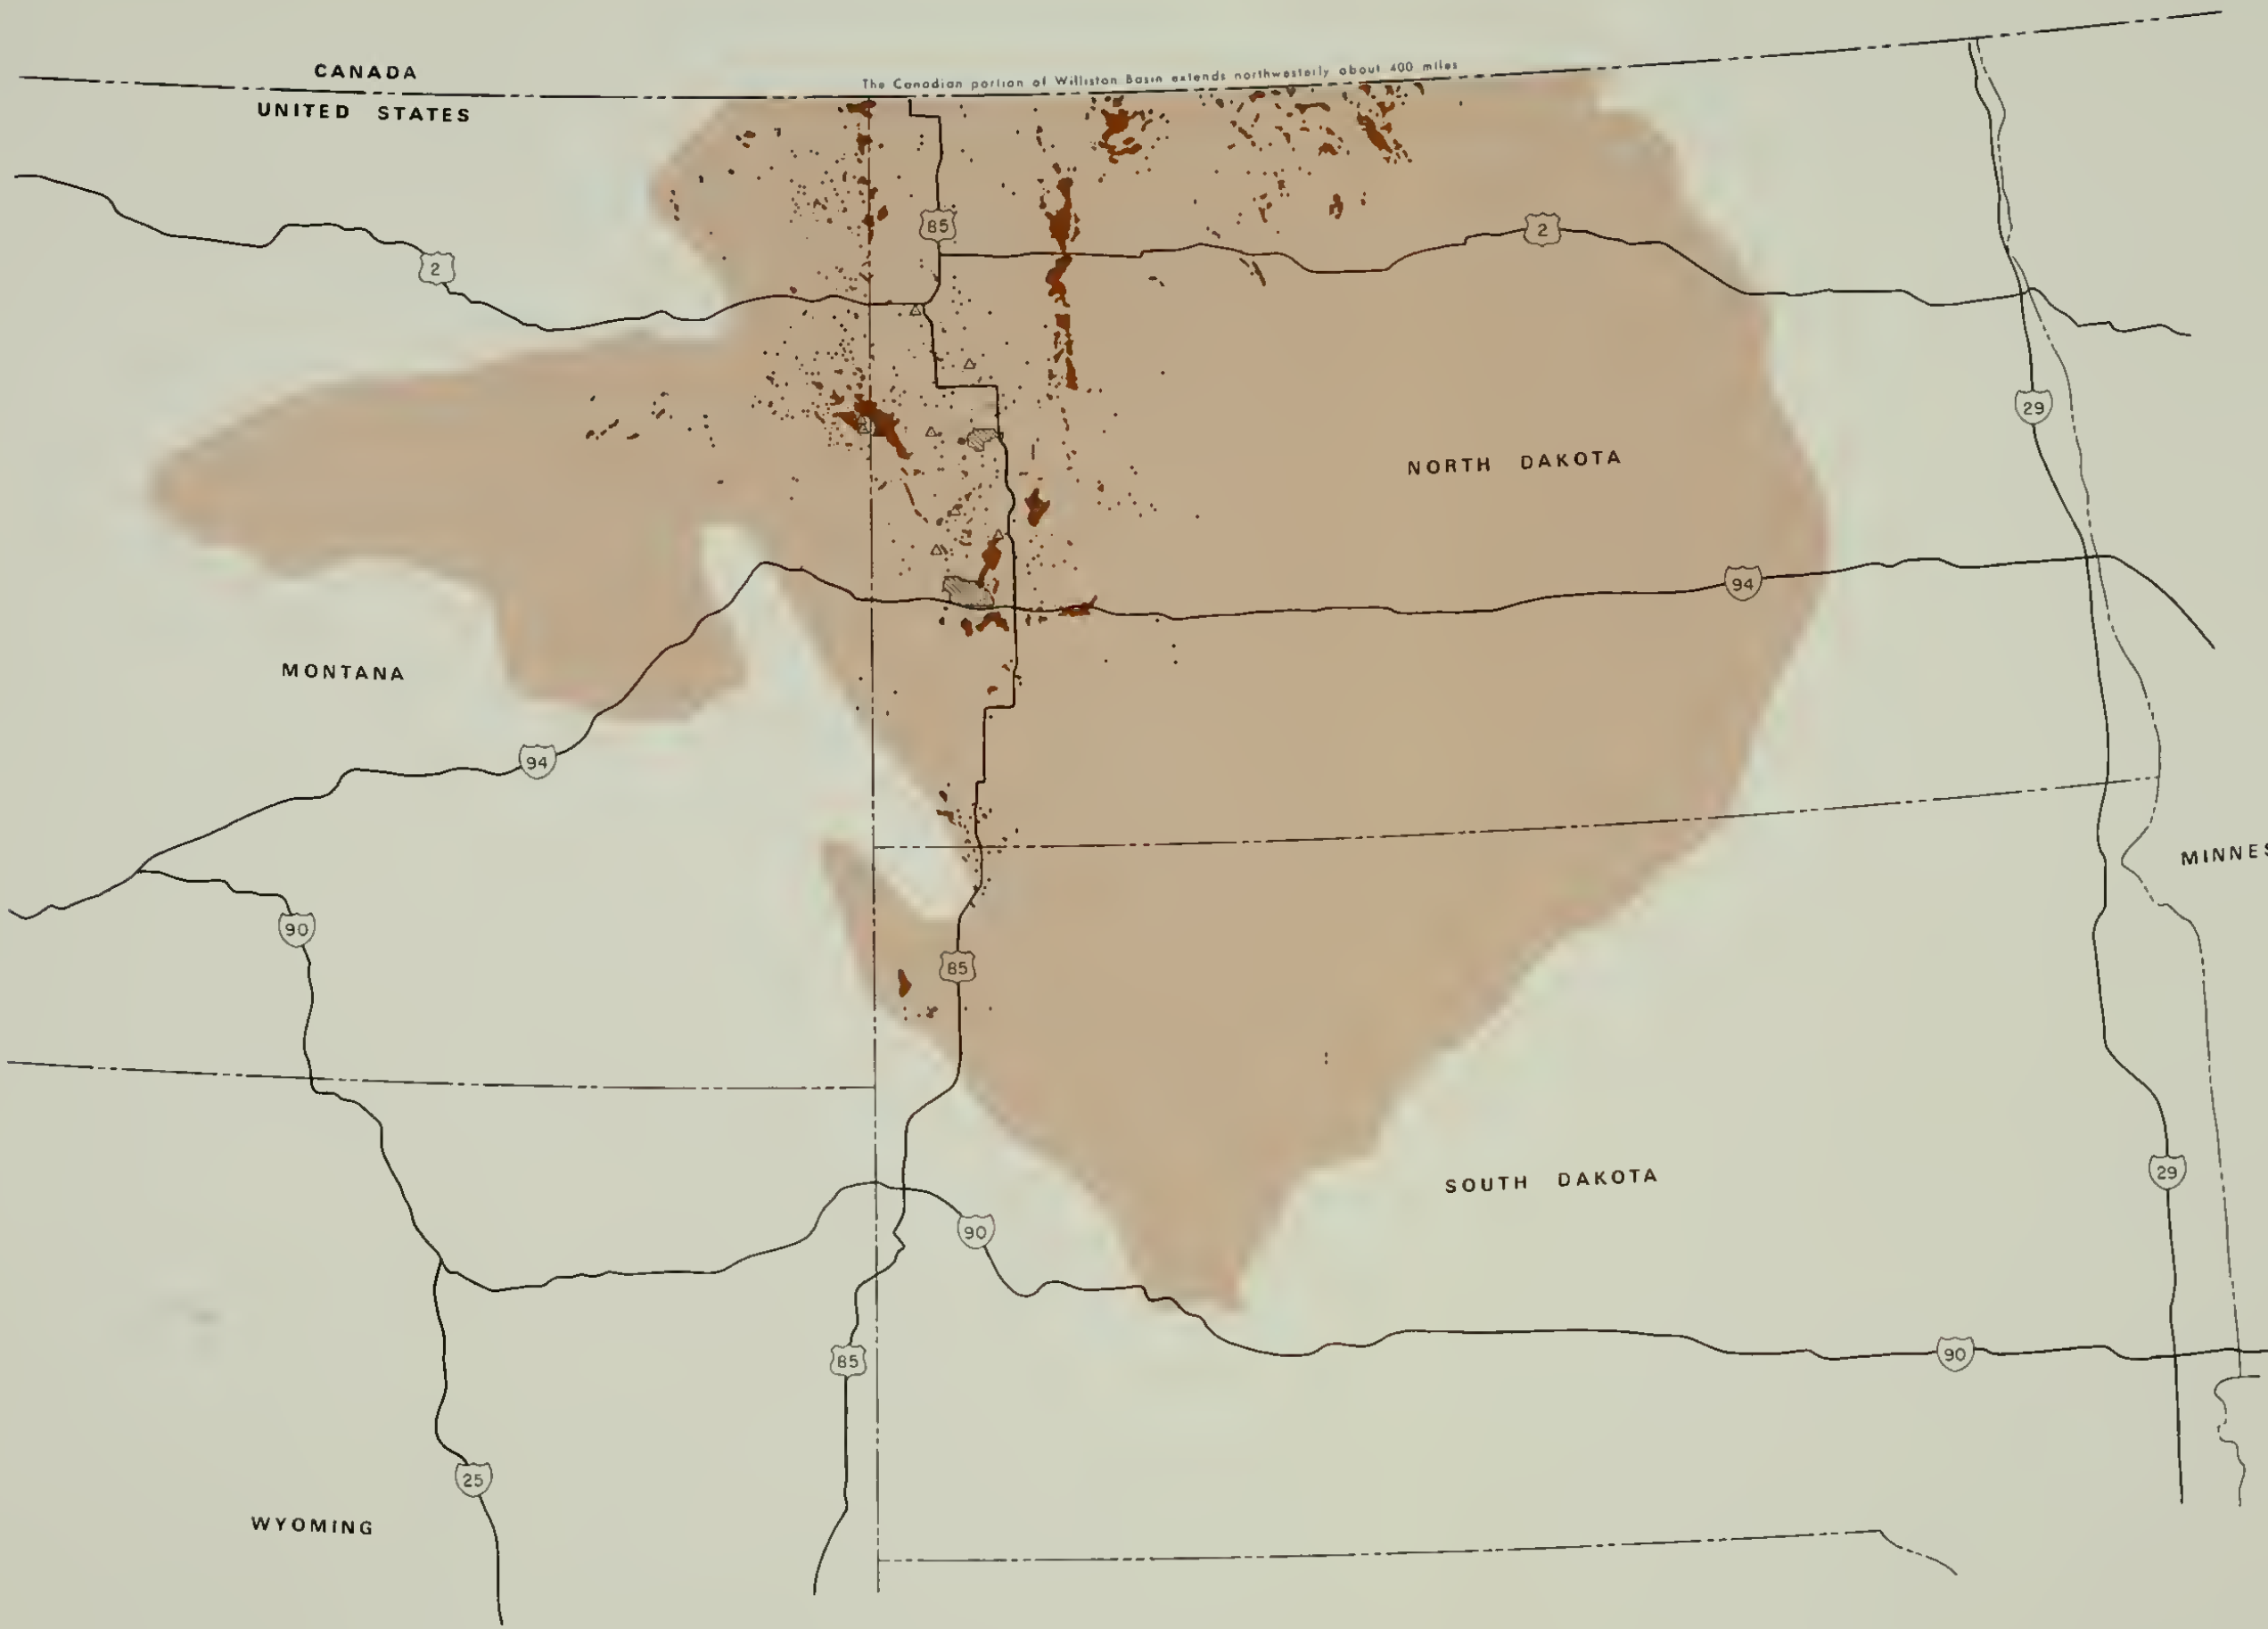 CANADA
The Canadian portion of Williston Basin extends northwesterly about 400 miles
UNITED STATES
85
2
2
29
NORTH DAKOTA
94
MONTANA
94
MINNES
90
85
SOUTH DAKOTA
29
90
90
85
25
WYOMING